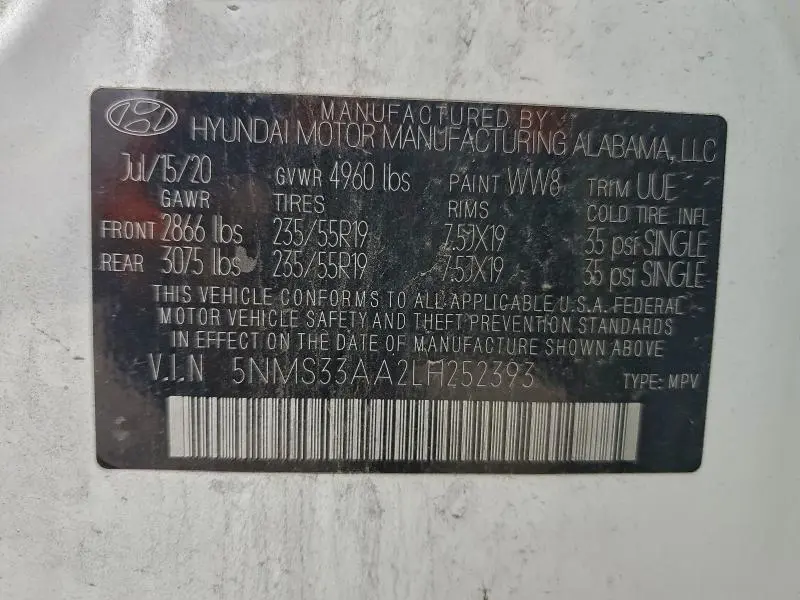 MANUFACTURED BY
HYUNDAI MOTOR MANUFACTURING ALABAMA, LLC
Jul/15/20 GVWR 4960 lbs PAINT WW8 TRIM UUE
GAWR TIRES RIMS COLD TIRE INFL
FRONT 2866 lbs 235/55R19 7.5JX19 35 psi SINGLE
REAR 3075 lbs 235/55R19 7.5JX19 35 psi SINGLE
THIS VEHICLE CONFORMS TO ALL APPLICABLE U.S.A. FEDERAL
MOTOR VEHICLE SAFETY AND THEFT PREVENTION STANDARDS
IN EFFECT ON THE DATE OF MANUFACTURE SHOWN ABOVE
V.I.N 5NMS33AA2LH252393 TYPE: MPV